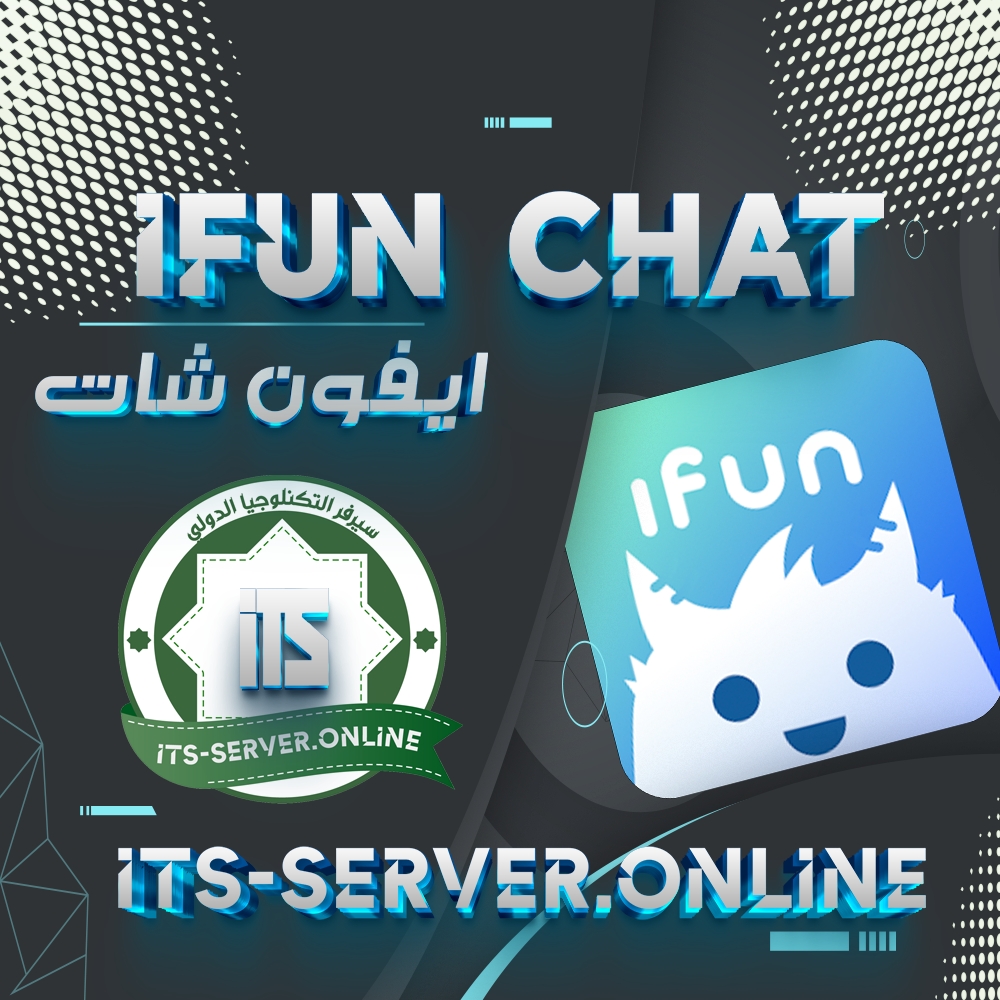 IFUN CHAT
ايفون شات
IFUN
سيرفر التكنلوجيا الدولي
iTS
iTS-SERVER.ONLiNE
iTS-SERVER.ONLiNE